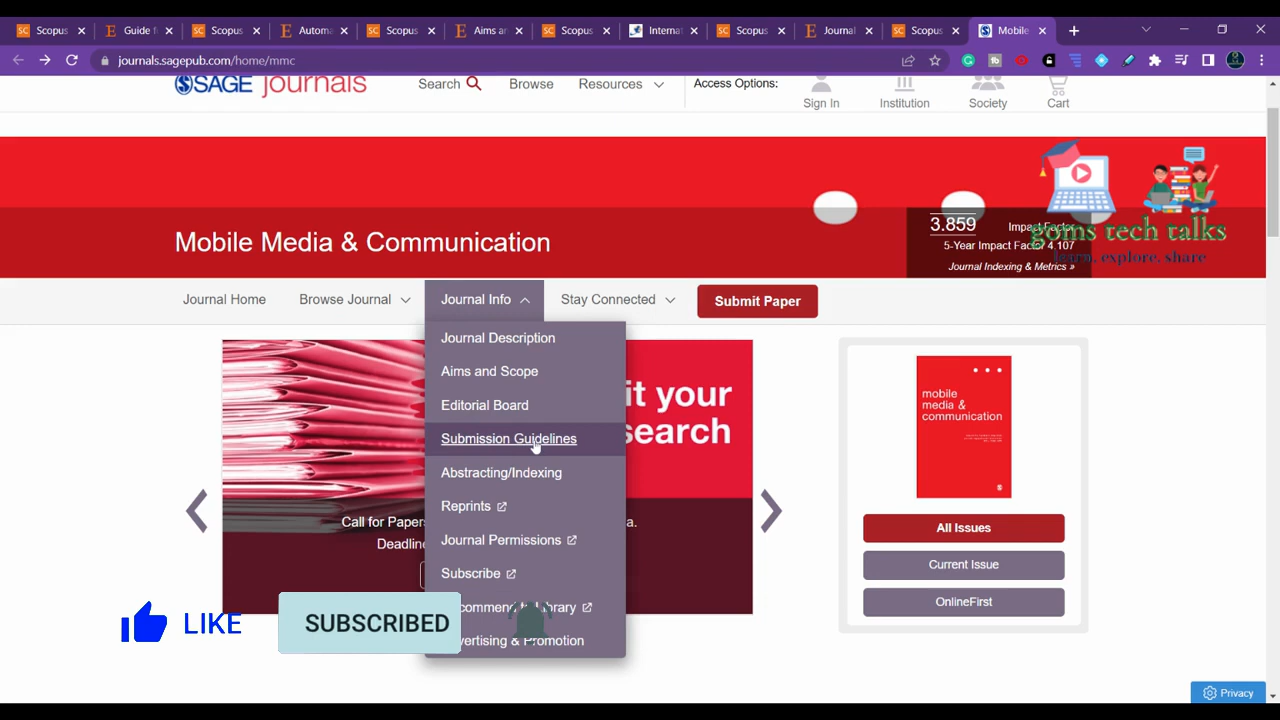 Scopus
Guide f
Scopus
Automa
Scopus
Aims an
Scopus
Internat
Scopus
Journal
Scopus
Mobile
journals.sagepub.com/home/mmc
SAGE journals
Search
Browse
Resources
Access Options:
Sign In
Institution
Society
Cart
Mobile Media & Communication
3.859
Impact Factor
5-Year Impact Factor 4.107
Journal Indexing & Metrics »
goms tech talks
learn. explore. share
Journal Home
Browse Journal
Journal Info
Stay Connected
Submit Paper
Journal Description
Aims and Scope
Editorial Board
Submission Guidelines
Abstracting/Indexing
Reprints
Journal Permissions
Subscribe
commend to Library
vertising & Promotion
it your
search
Call for Papers
a.
Deadline
mobile
media &
communication
All Issues
Current Issue
OnlineFirst
LIKE
SUBSCRIBED
Privacy